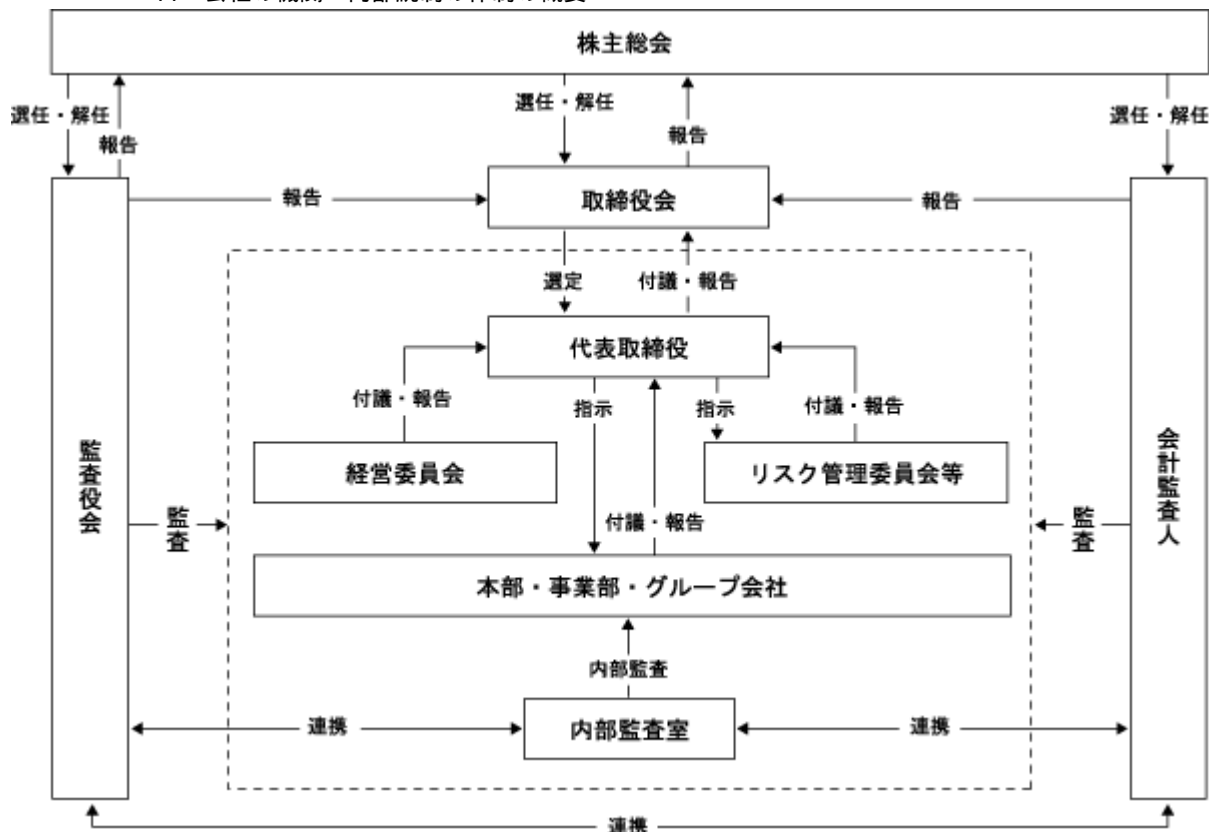 株主総会
選任・解任
報告
選任・解任
報告
選任・解任
報告
取締役会
報告
選定
付議・報告
代表取締役
付議・報告
指示
指示
付議・報告
経営委員会
リスク管理委員会等
監査役会
会計監査人
監査
付議・報告
監査
本部・事業部・グループ会社
内部監査
連携
内部監査室
連携
連携